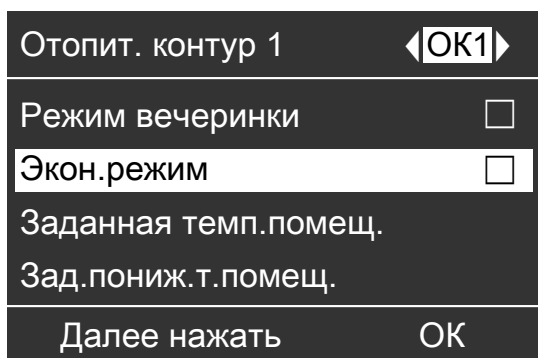 Отопит. контур 1 ОК1
Режим вечеринки
Экон.режим
Заданная темп.помещ.
Зад.пониж.т.помещ.
Далее нажать ОК